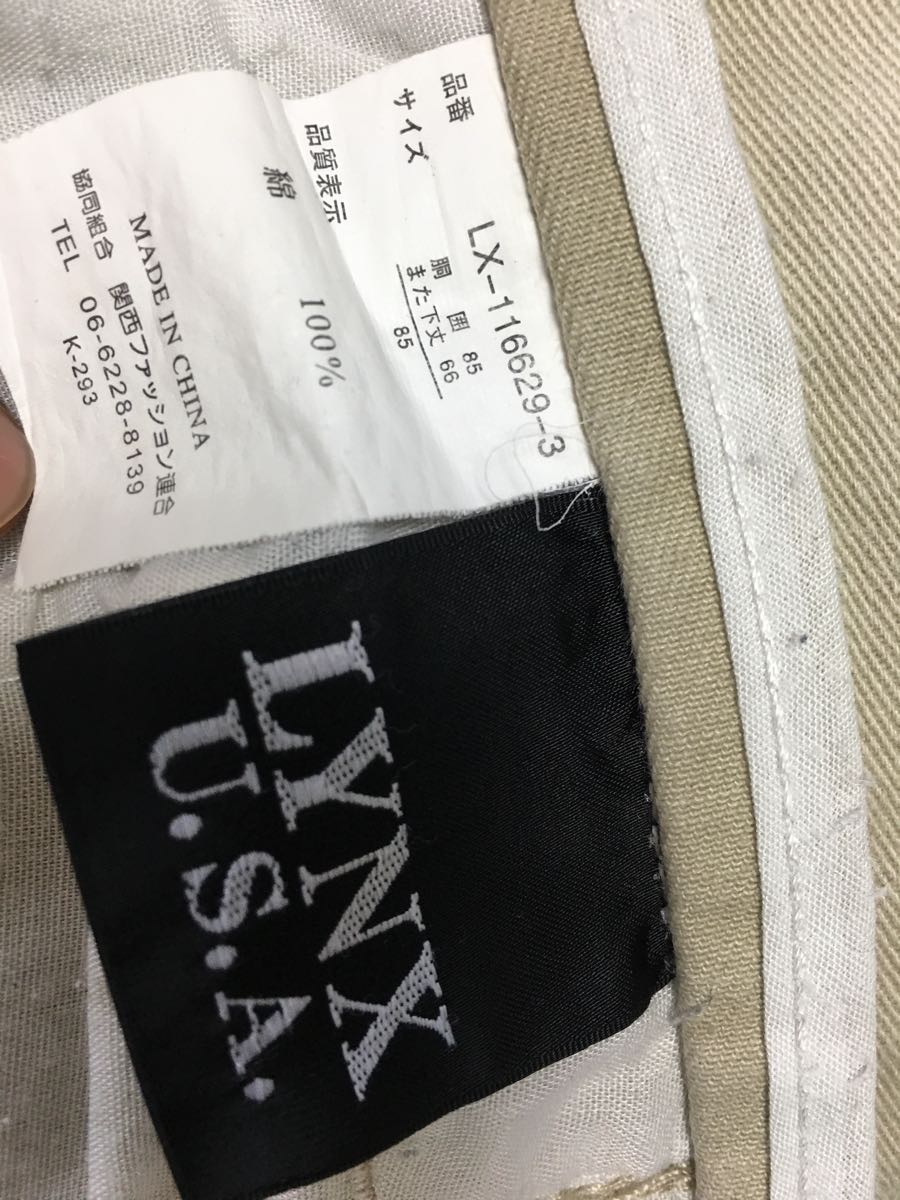 品番 LX-116629-3
サイズ 胴囲 85
また下丈 66
85
品質表示
綿 100%
MADE IN CHINA
協同組合 関西ファッション連合
TEL 06-6228-8139
K-293
LYNX
U.S.A.